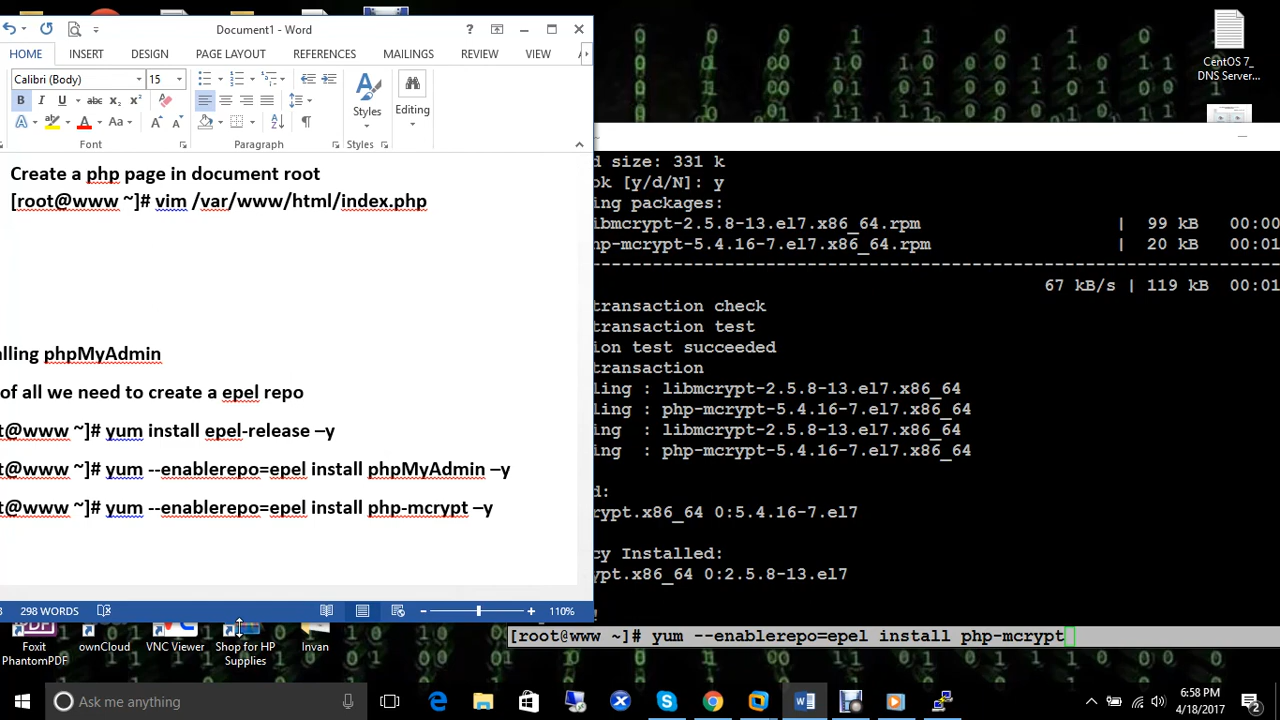 Document1 - Word
?
HOME INSERT DESIGN PAGE LAYOUT REFERENCES MAILINGS REVIEW VIEW
Calibri (Body) 15
B I U abc x₂ x² Styles Editing
A A Aa A A
Font Paragraph Styles
Create a php page in document root
[root@www ~]# vim /var/www/html/index.php
alling phpMyAdmin
of all we need to create a epel repo
t@www ~]# yum install epel-release –y
t@www ~]# yum --enablerepo=epel install phpMyAdmin –y
t@www ~]# yum --enablerepo=epel install php-mcrypt –y
298 WORDS 110%
CentOS 7_
DNS Server...
d size: 331 k
ok [y/d/N]: y
ing packages:
ibmcrypt-2.5.8-13.el7.x86_64.rpm | 99 kB 00:00
hp-mcrypt-5.4.16-7.el7.x86_64.rpm | 20 kB 00:01
67 kB/s | 119 kB 00:01
transaction check
transaction test
ion test succeeded
transaction
ling : libmcrypt-2.5.8-13.el7.x86_64
ling : php-mcrypt-5.4.16-7.el7.x86_64
ing : libmcrypt-2.5.8-13.el7.x86_64
ing : php-mcrypt-5.4.16-7.el7.x86_64
d:
crypt.x86_64 0:5.4.16-7.el7
cy Installed:
ypt.x86_64 0:2.5.8-13.el7
[root@www ~]# yum --enablerepo=epel install php-mcrypt
Foxit
PhantomPDF
ownCloud
VNC Viewer
Shop for HP
Supplies
Invan
Ask me anything
6:58 PM
4/18/2017
2